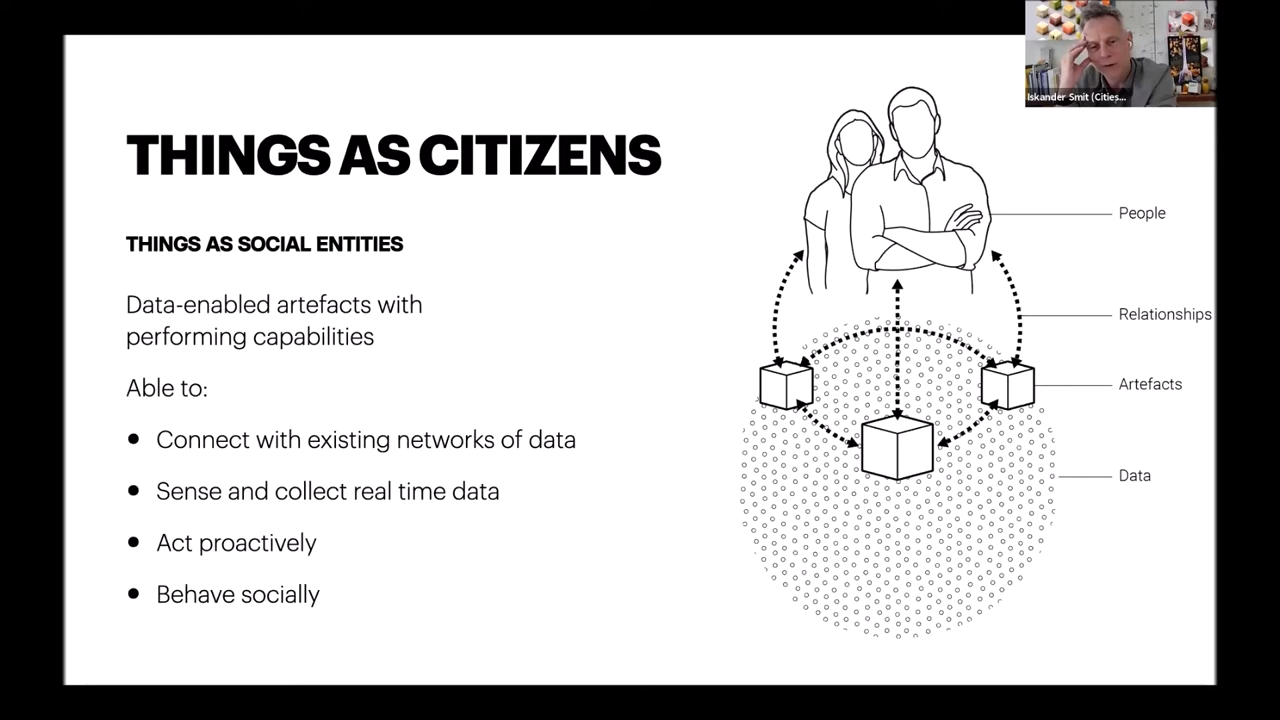 Iskander Smit (Cities...
THINGS AS CITIZENS
THINGS AS SOCIAL ENTITIES
Data-enabled artefacts with
performing capabilities
Able to:
• Connect with existing networks of data
• Sense and collect real time data
• Act proactively
• Behave socially
People
Relationships
Artefacts
Data